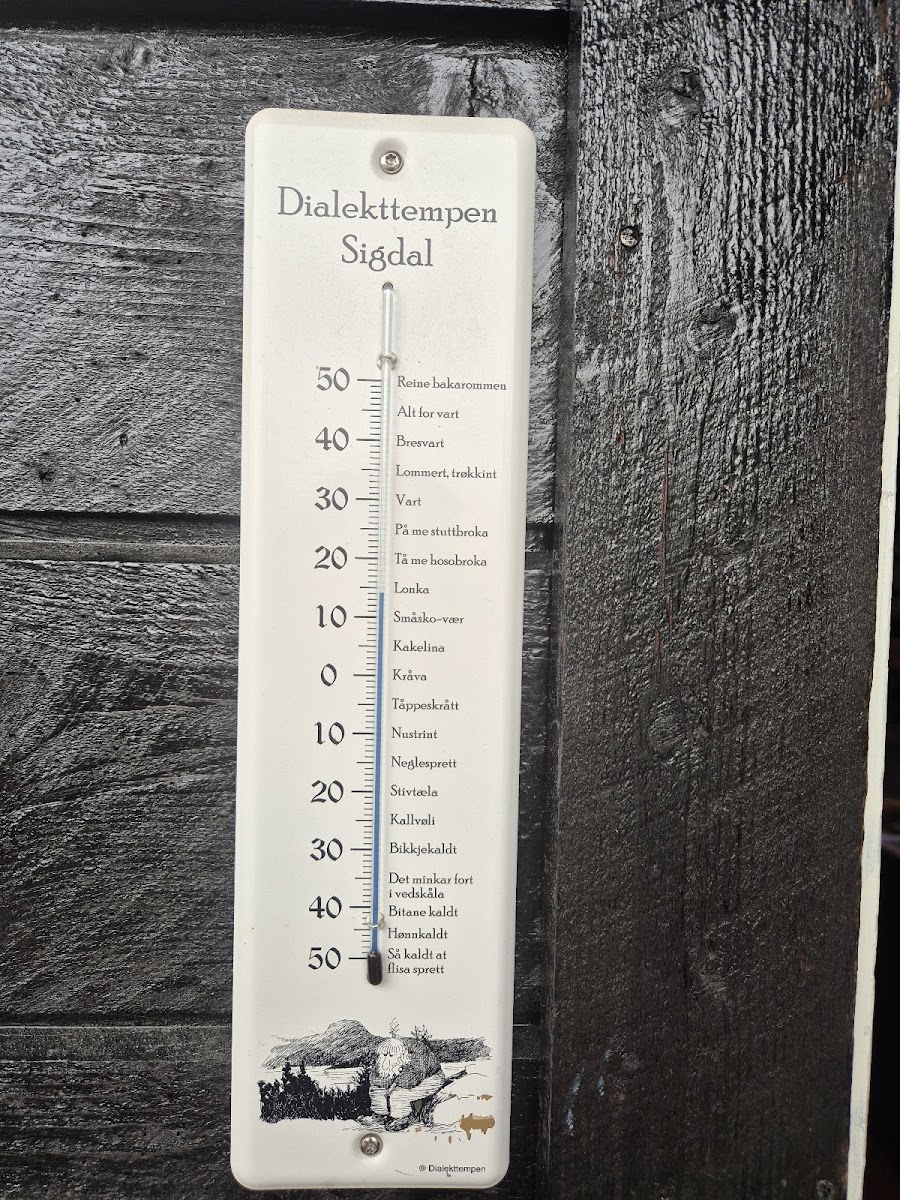 Dialekttempen
Sigdal
50 Reine bakarommen
Alt for vart
40 Bresvart
Lommert, trøkkint
30 Vart
På me stuttbroka
20 Tå me hosobroka
Lonka
10 Småsko-vær
Kakelina
0 Kråva
Tåppeskrått
10 Nustrint
Neglesprett
20 Stivtæla
Kallvøli
30 Bikkjekaldt
Det minkar fort
i vedskåla
40 Bitane kaldt
Hønnkaldt
50 Så kaldt at
flisa sprett
® Dialekttempen